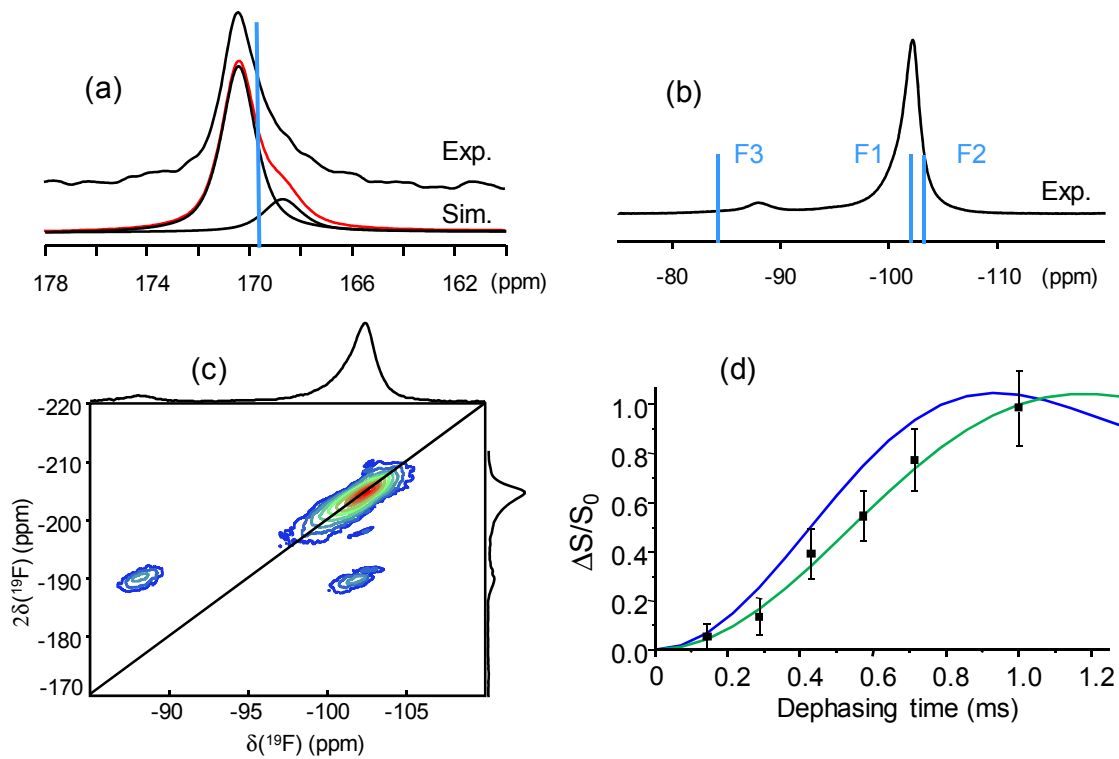 (a)
Exp.
Sim.
178 174 170 166 162 (ppm)
(b)
F3 F1 F2
Exp.
-80 -90 -100 -110 (ppm)
(c)
-220
-210
-200
-190
-180
-170
2δ(¹⁹F) (ppm)
-90 -95 -100 -105
δ(¹⁹F) (ppm)
(d)
1.0
0.8
0.6
0.4
0.2
0.0
ΔS/S₀
0 0.2 0.4 0.6 0.8 1.0 1.2
Dephasing time (ms)